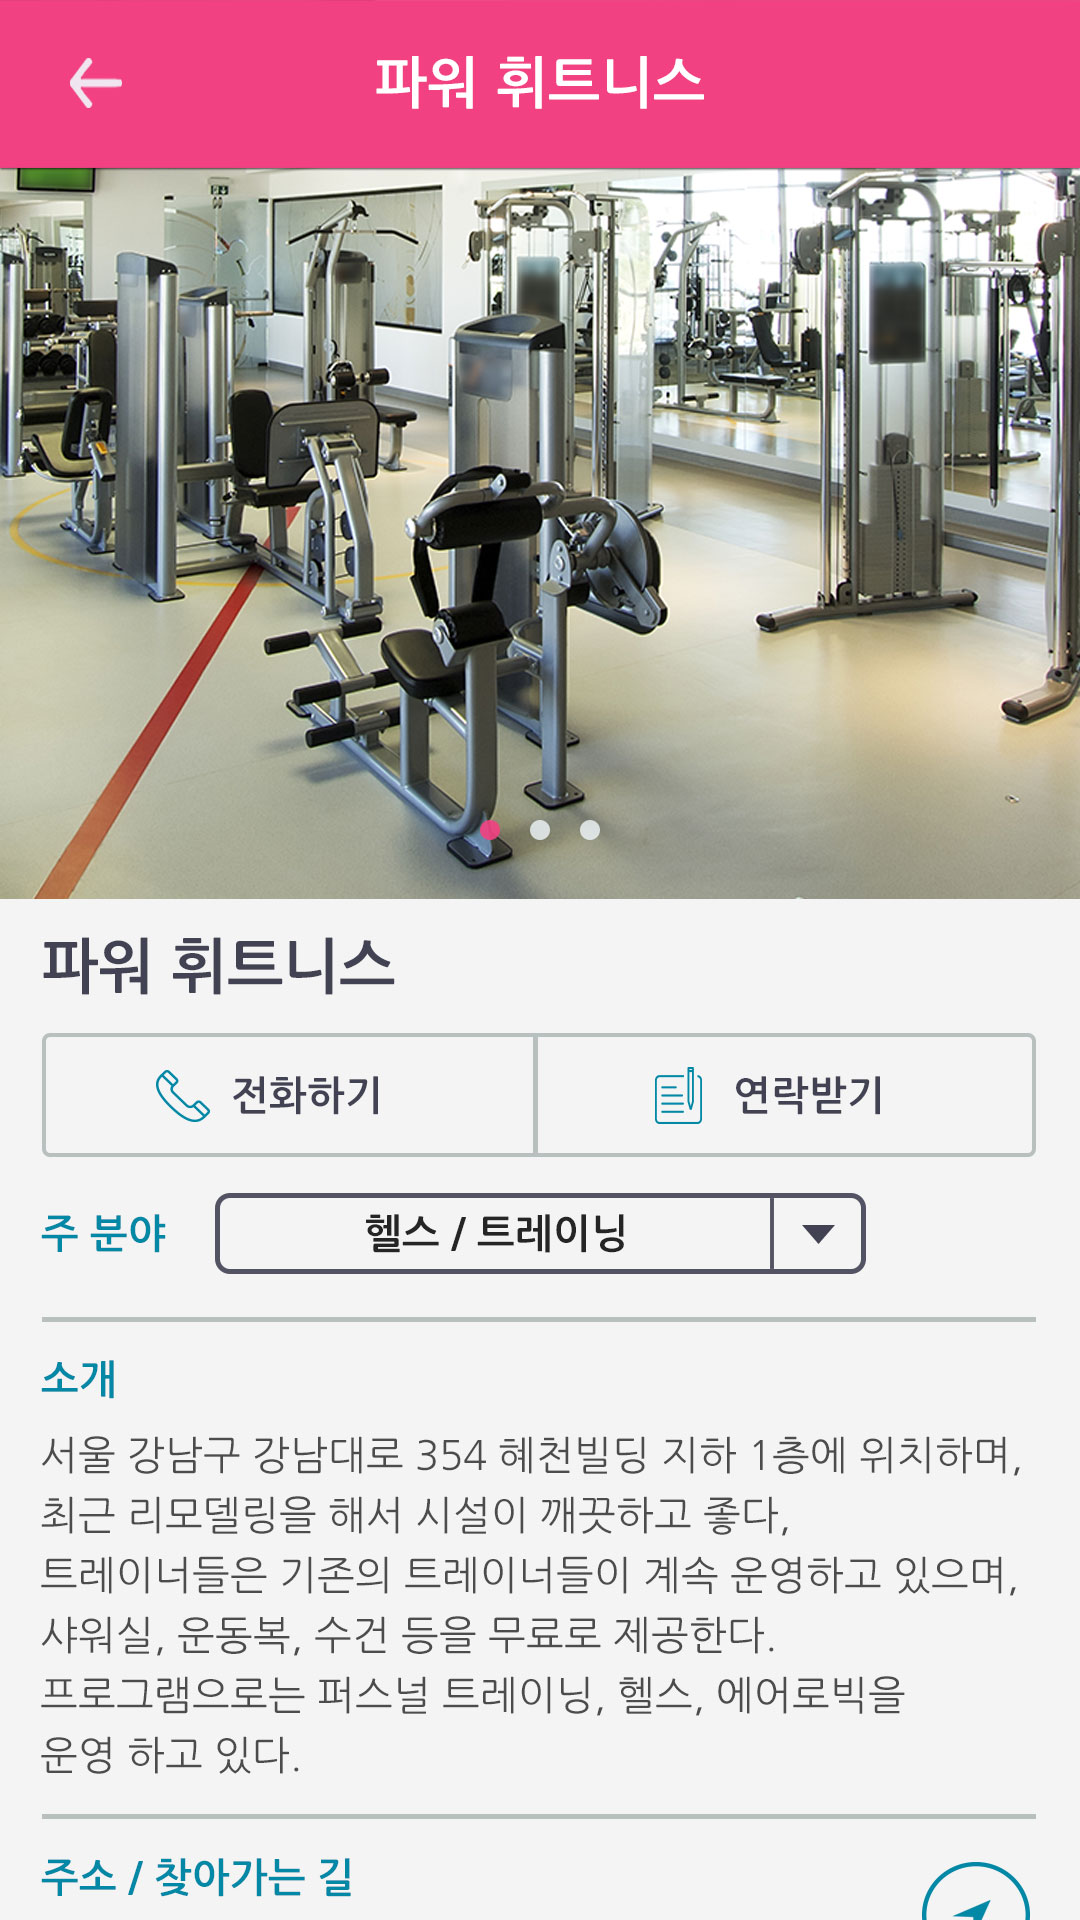 파워 휘트니스
파워 휘트니스
전화하기
연락받기
주 분야
헬스 / 트레이닝
소개
서울 강남구 강남대로 354 혜천빌딩 지하 1층에 위치하며,
최근 리모델링을 해서 시설이 깨끗하고 좋다,
트레이너들은 기존의 트레이너들이 계속 운영하고 있으며,
샤워실, 운동복, 수건 등을 무료로 제공한다.
프로그램으로는 퍼스널 트레이닝, 헬스, 에어로빅을
운영 하고 있다.
주소 / 찾아가는 길